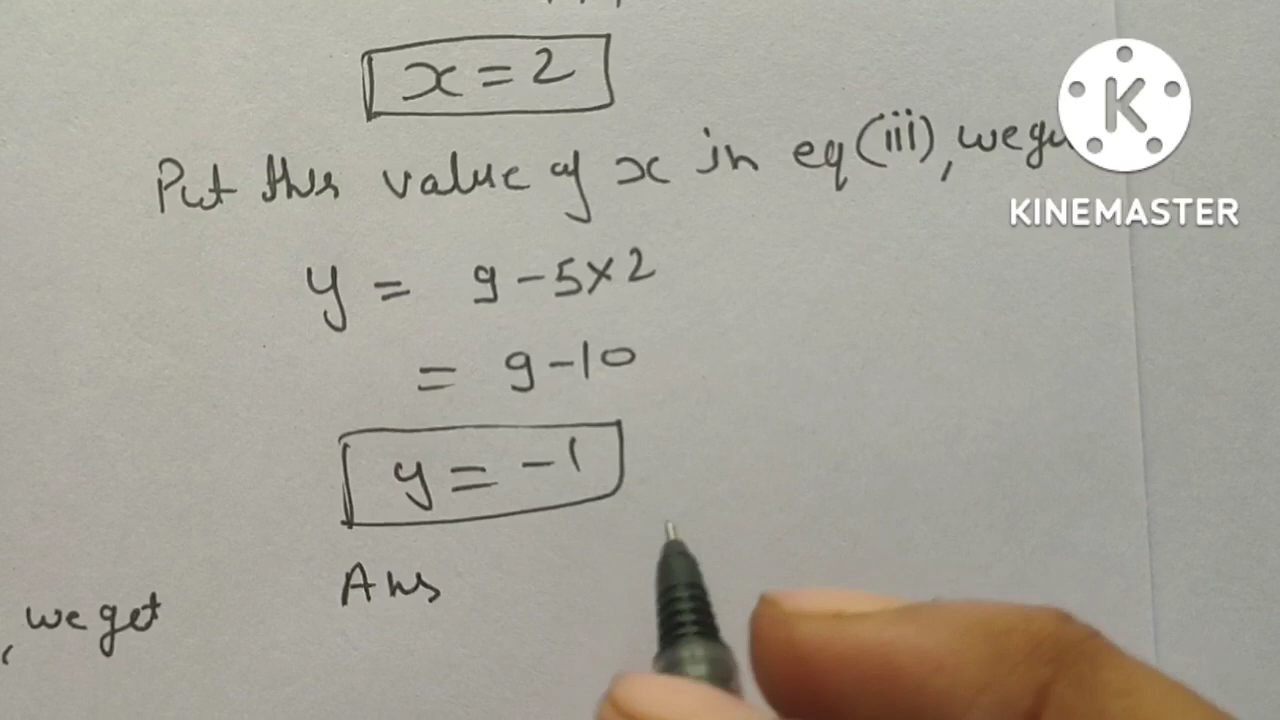 x = 2
Put this value of x in eq (iii), we
y = 9 - 5 × 2
= 9 - 10
y = -1
Ans
, we get
K
KINEMASTER